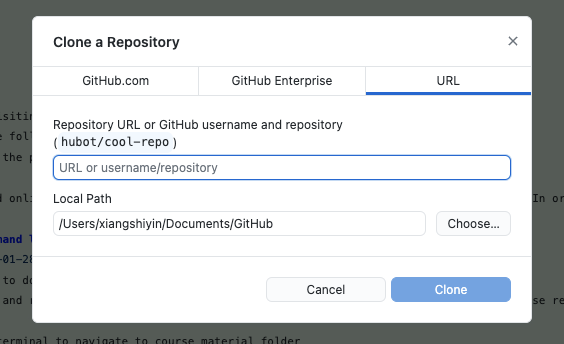 Clone a Repository
GitHub.com
GitHub Enterprise
URL
Repository URL or GitHub username and repository
(hubot/cool-repo)
URL or username/repository
Local Path
/Users/xiangshiyin/Documents/GitHub
Choose...
Cancel
Clone
e foll
the p
d onli
In or
mand l
-01-28
to do
and r
se re
terminal to navigate to course material folder